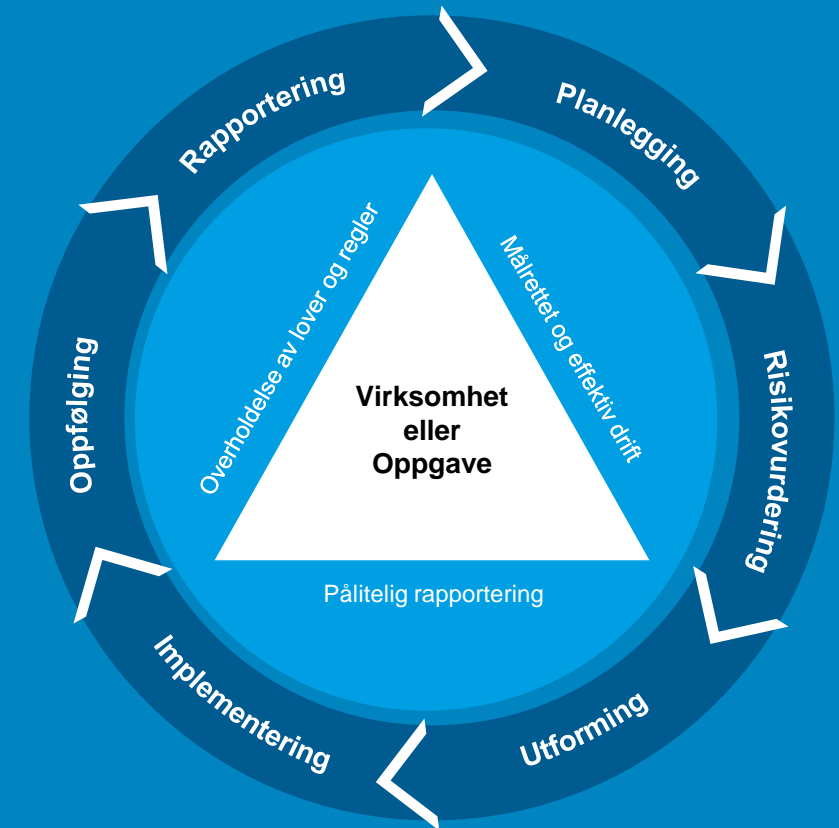 Rapportering
Planlegging
Risikovurdering
Utforming
Implementering
Oppfølging
Overholdelse av lover og regler
Målrettet og effektiv drift
Pålitelig rapportering
Virksomhet
eller
Oppgave